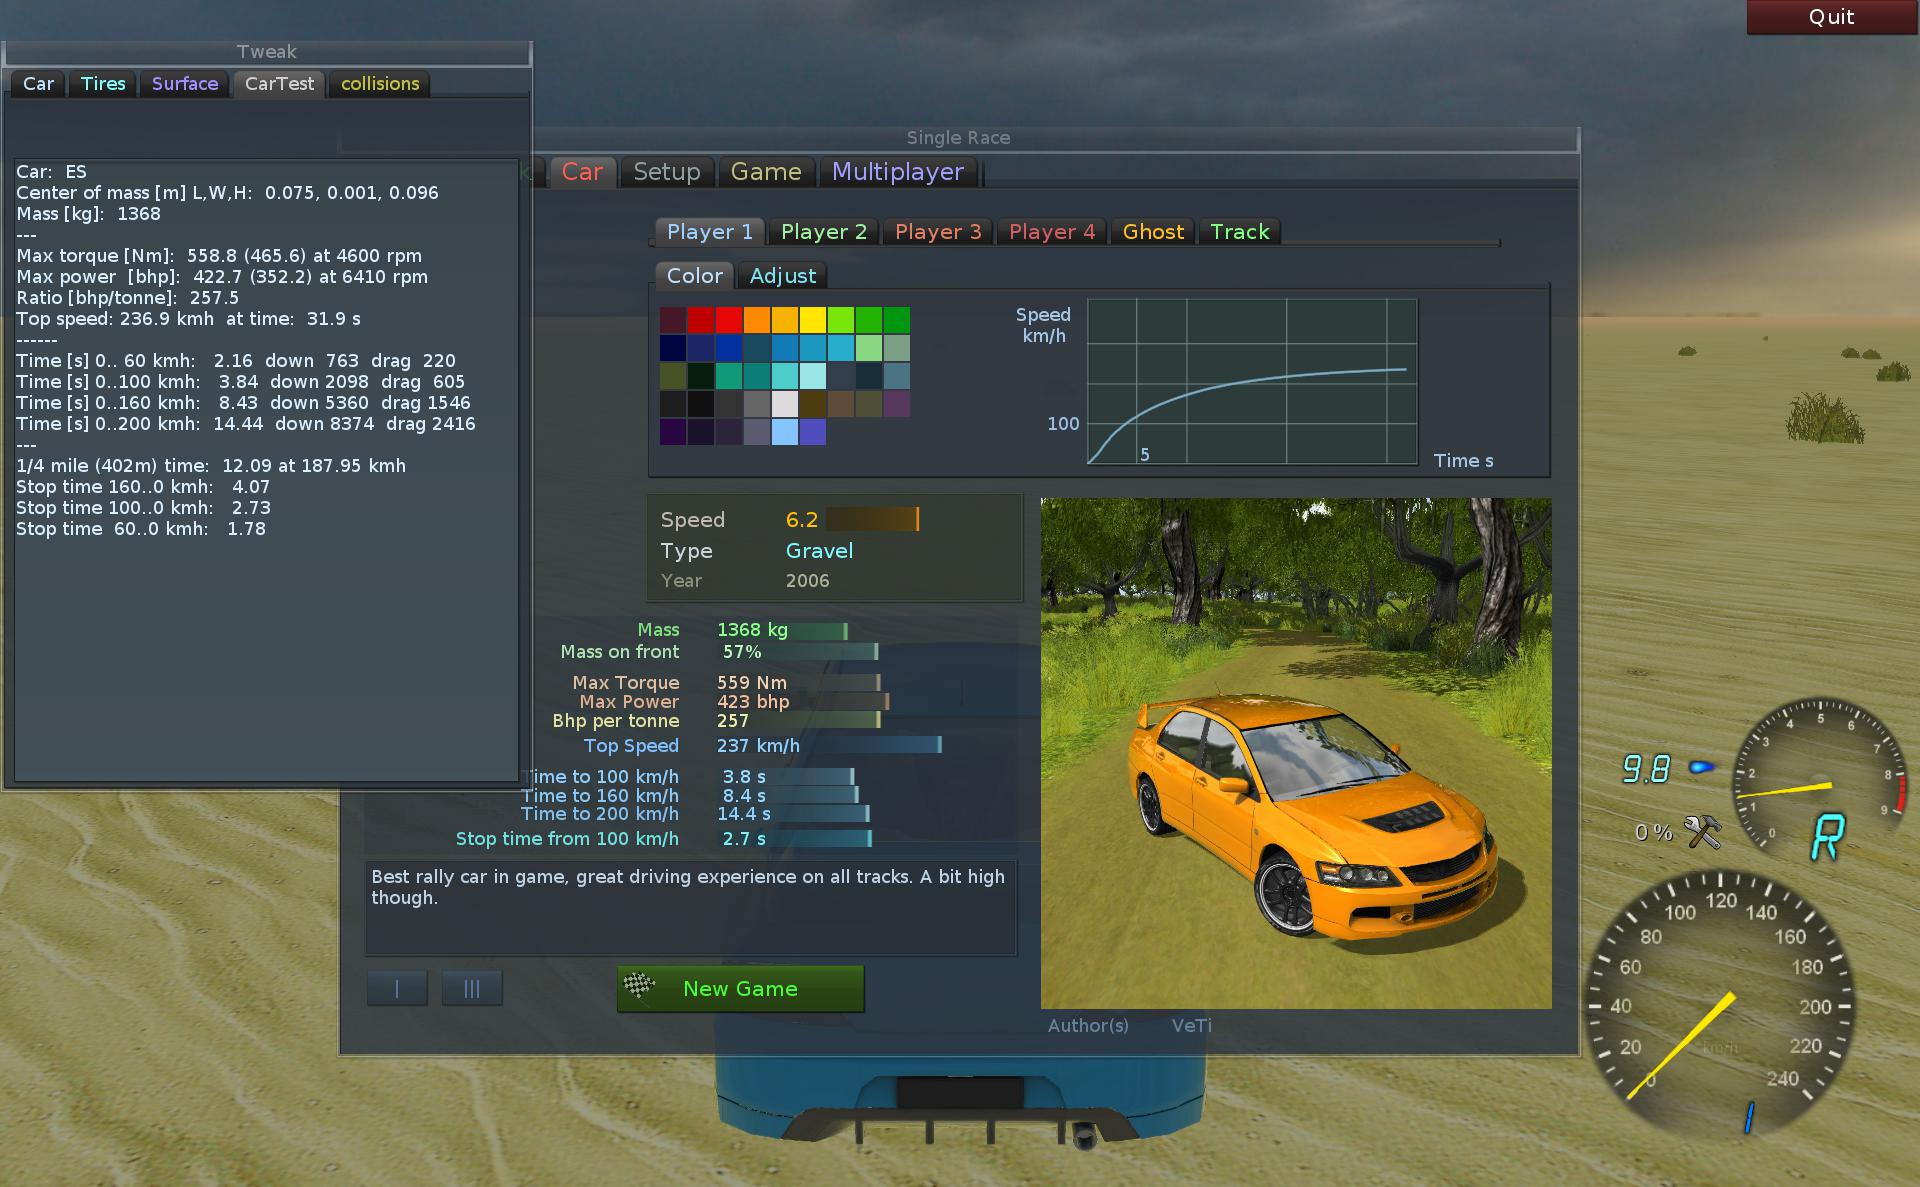 Quit
Tweak
Car Tires Surface CarTest collisions
Car: ES
Center of mass [m] L,W,H: 0.075, 0.001, 0.096
Mass [kg]: 1368
---
Max torque [Nm]: 558.8 (465.6) at 4600 rpm
Max power [bhp]: 422.7 (352.2) at 6410 rpm
Ratio [bhp/tonne]: 257.5
Top speed: 236.9 kmh at time: 31.9 s
------
Time [s] 0.. 60 kmh: 2.16 down 763 drag 220
Time [s] 0..100 kmh: 3.84 down 2098 drag 605
Time [s] 0..160 kmh: 8.43 down 5360 drag 1546
Time [s] 0..200 kmh: 14.44 down 8374 drag 2416
---
1/4 mile (402m) time: 12.09 at 187.95 kmh
Stop time 160..0 kmh: 4.07
Stop time 100..0 kmh: 2.73
Stop time 60..0 kmh: 1.78
Single Race
Car Setup Game Multiplayer
Player 1 Player 2 Player 3 Player 4 Ghost Track
Color Adjust
Speed
km/h
100
5
Time s
Speed 6.2
Type Gravel
Year 2006
Mass 1368 kg
Mass on front 57%
Max Torque 559 Nm
Max Power 423 bhp
Bhp per tonne 257
Top Speed 237 km/h
Time to 100 km/h 3.8 s
Time to 160 km/h 8.4 s
Time to 200 km/h 14.4 s
Stop time from 100 km/h 2.7 s
Best rally car in game, great driving experience on all tracks. A bit high
though.
| ||| New Game
Author(s) VeTi
9.8
0 %
0 1 2 3 4 5 6 7 8 9
R
0 20 40 60 80 100 120 140 160 180 200 220 240
km/h
1